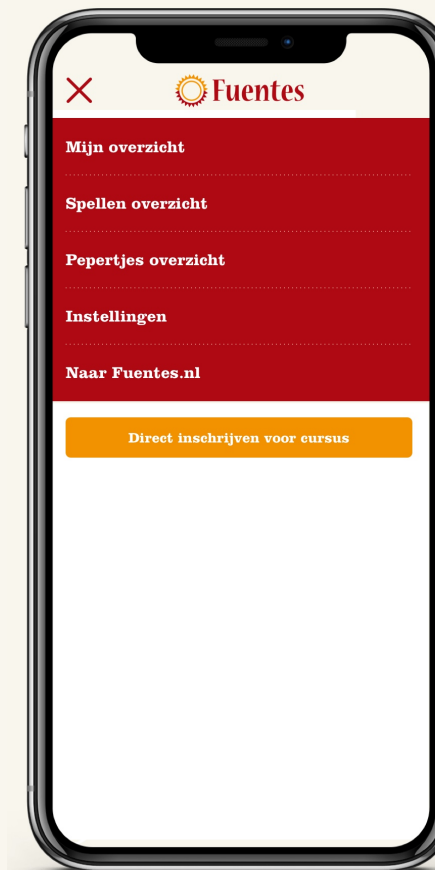 Fuentes
Mijn overzicht
Spellen overzicht
Pepertjes overzicht
Instellingen
Naar Fuentes.nl
Direct inschrijven voor cursus